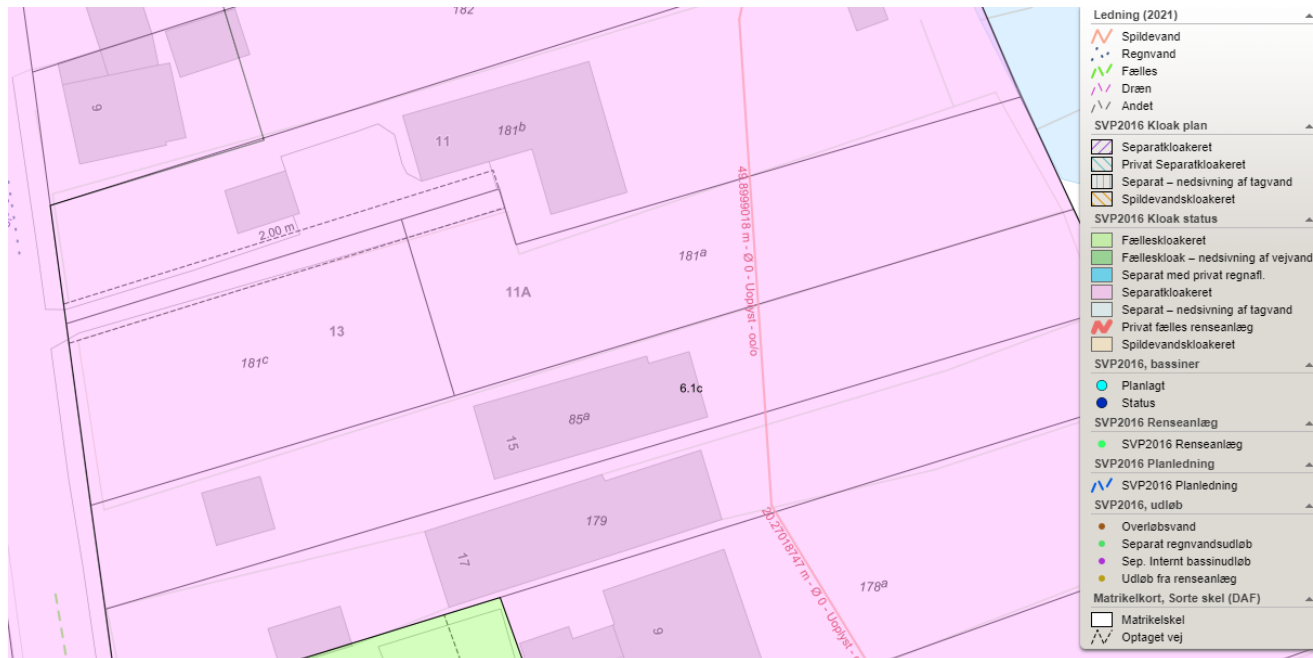 182
9
11
181b
2.00 m
181a
11A
13
181c
49.8999018 m - Ø 0 - Uoplyst - oo/o
6.1c
85a
15
179
17
20.27018747 m - Ø 0 - Uoplyst -
178a
9
Ledning (2021)
Spildevand
Regnvand
Fælles
Dræn
Andet
SVP2016 Kloak plan
Separatkloakeret
Privat Separatkloakeret
Separat – nedsivning af tagvand
Spildevandskloakeret
SVP2016 Kloak status
Fælleskloakeret
Fælleskloak – nedsivning af vejvand
Separat med privat regnafl.
Separatkloakeret
Separat – nedsivning af tagvand
Privat fælles renseanlæg
Spildevandskloakeret
SVP2016, bassiner
Planlagt
Status
SVP2016 Renseanlæg
SVP2016 Renseanlæg
SVP2016 Planledning
SVP2016 Planledning
SVP2016, udløb
Overløbsvand
Separat regnvandsudløb
Sep. Internt bassinudløb
Udløb fra renseanlæg
Matrikelkort, Sorte skel (DAF)
Matrikelskel
Optaget vej